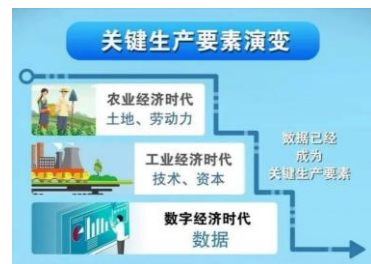 关键生产要素演变
农业经济时代
土地、劳动力
工业经济时代
技术、资本
数字经济时代
数据
数据已经
成为
关键生产要素